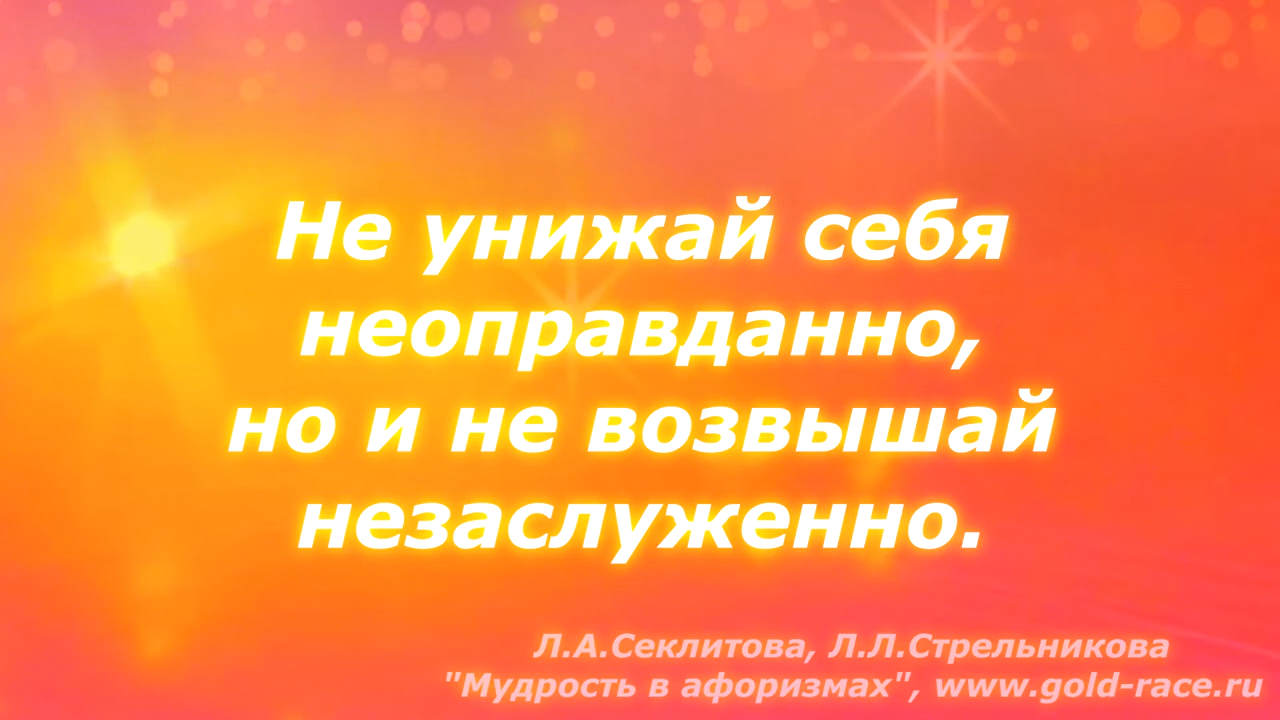 Не унижай себя
неоправданно,
но и не возвышай
незаслуженно.
Л.А.Секлитова, Л.Л.Стрельникова
"Мудрость в афоризмах", www.gold-race.ru